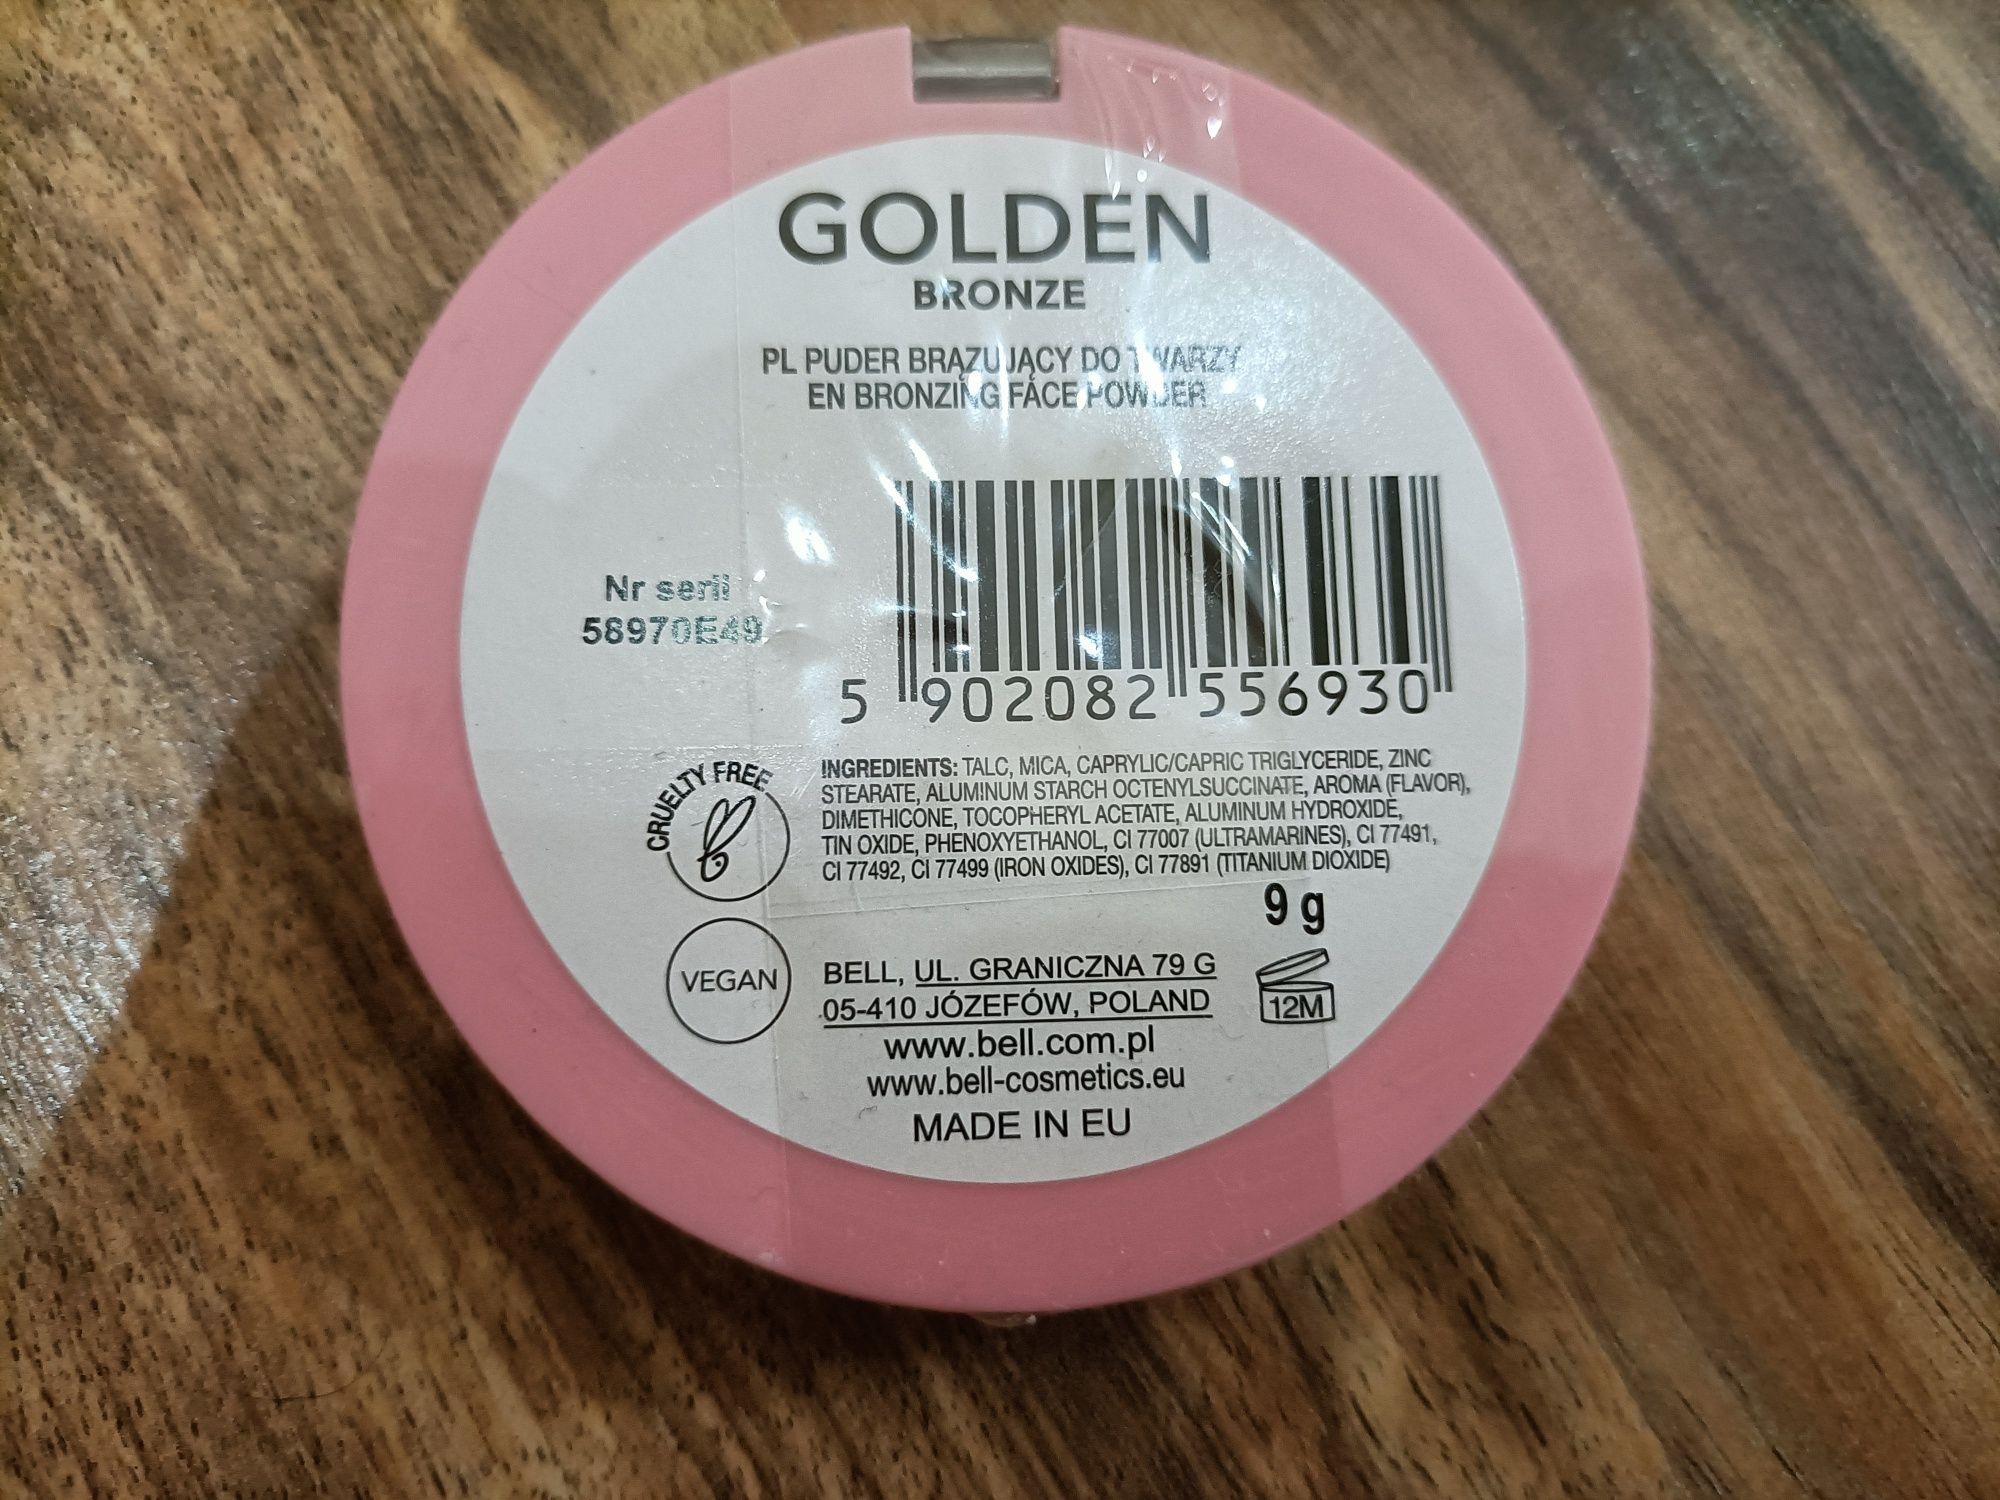 GOLDEN
BRONZE
PL PUDER BRĄZUJĄCY DO TWARZY
EN BRONZING FACE POWDER
Nr serii
58970E49
5 902082 556930
CRUELTY FREE
INGREDIENTS: TALC, MICA, CAPRYLIC/CAPRIC TRIGLYCERIDE, ZINC
STEARATE, ALUMINUM STARCH OCTENYLSUCCINATE, AROMA (FLAVOR),
DIMETHICONE, TOCOPHERYL ACETATE, ALUMINUM HYDROXIDE,
TIN OXIDE, PHENOXYETHANOL, CI 77007 (ULTRAMARINES), CI 77491,
CI 77492, CI 77499 (IRON OXIDES), CI 77891 (TITANIUM DIOXIDE)
9 g
VEGAN
BELL, UL. GRANICZNA 79 G
05-410 JÓZEFÓW, POLAND
12M
www.bell.com.pl
www.bell-cosmetics.eu
MADE IN EU